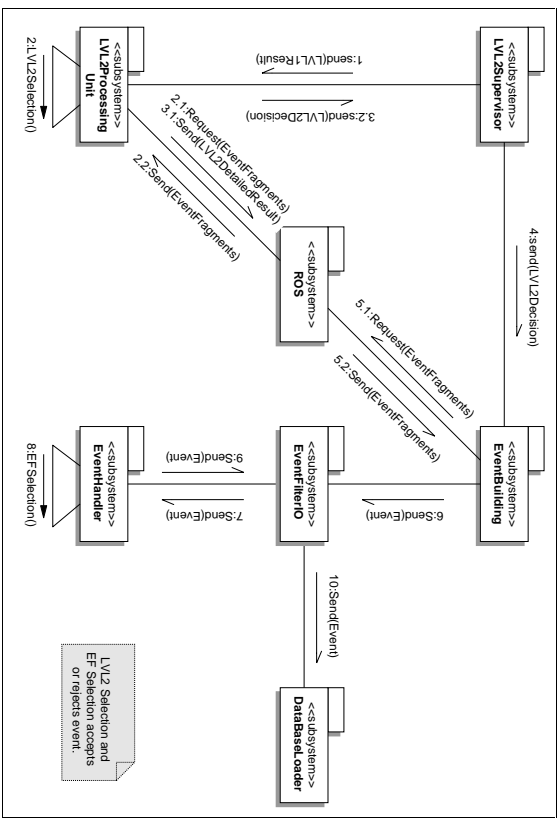 <<subsystem>>
LVL2Supervisor
4:send(LVL2Decision)
<<subsystem>>
EventBuilding
1:send(LVL1Result)
3.2:send(LVL2Decision)
5.1:Request(EventFragments)
5.2:Send(EventFragments)
6:Send(Event)
<<subsystem>>
ROS
<<subsystem>>
EventFilterIO
10:Send(Event)
<<subsystem>>
DataBaseLoader
2.1:Request(EventFragments)
3.1:Send(LVL2DetailedResult)
2.2:Send(EventFragments)
9:Send(Event)
7:Send(Event)
<<subsystem>>
LVL2Processing
Unit
2:LVL2Selection()
<<subsystem>>
EventHandler
8:EFSelection()
LVL2 Selection and
EF Selection accepts
or rejects event.